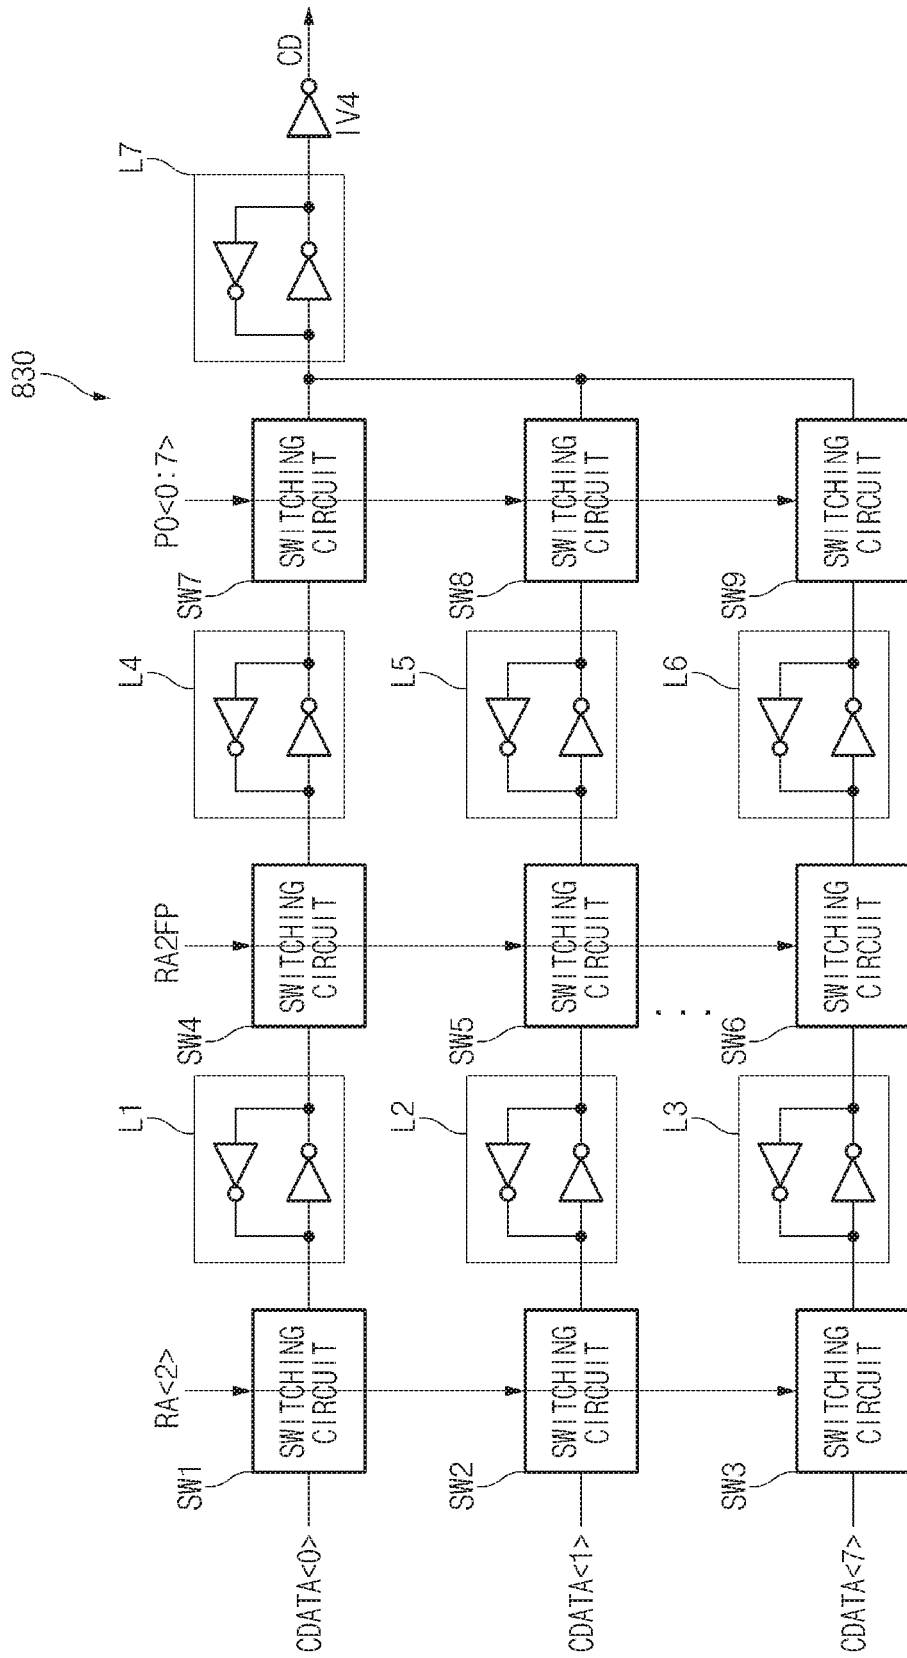 830
RA<2>
RA2FP
PO<0:7>
CDATA<0>
SW1
SWITCHING
CIRCUIT
L1
SW4
SWITCHING
CIRCUIT
L4
SW7
SWITCHING
CIRCUIT
L7
IV4
CD
CDATA<1>
SW2
SWITCHING
CIRCUIT
L2
SW5
SWITCHING
CIRCUIT
L5
SW8
SWITCHING
CIRCUIT
. . .
CDATA<7>
SW3
SWITCHING
CIRCUIT
L3
SW6
SWITCHING
CIRCUIT
L6
SW9
SWITCHING
CIRCUIT